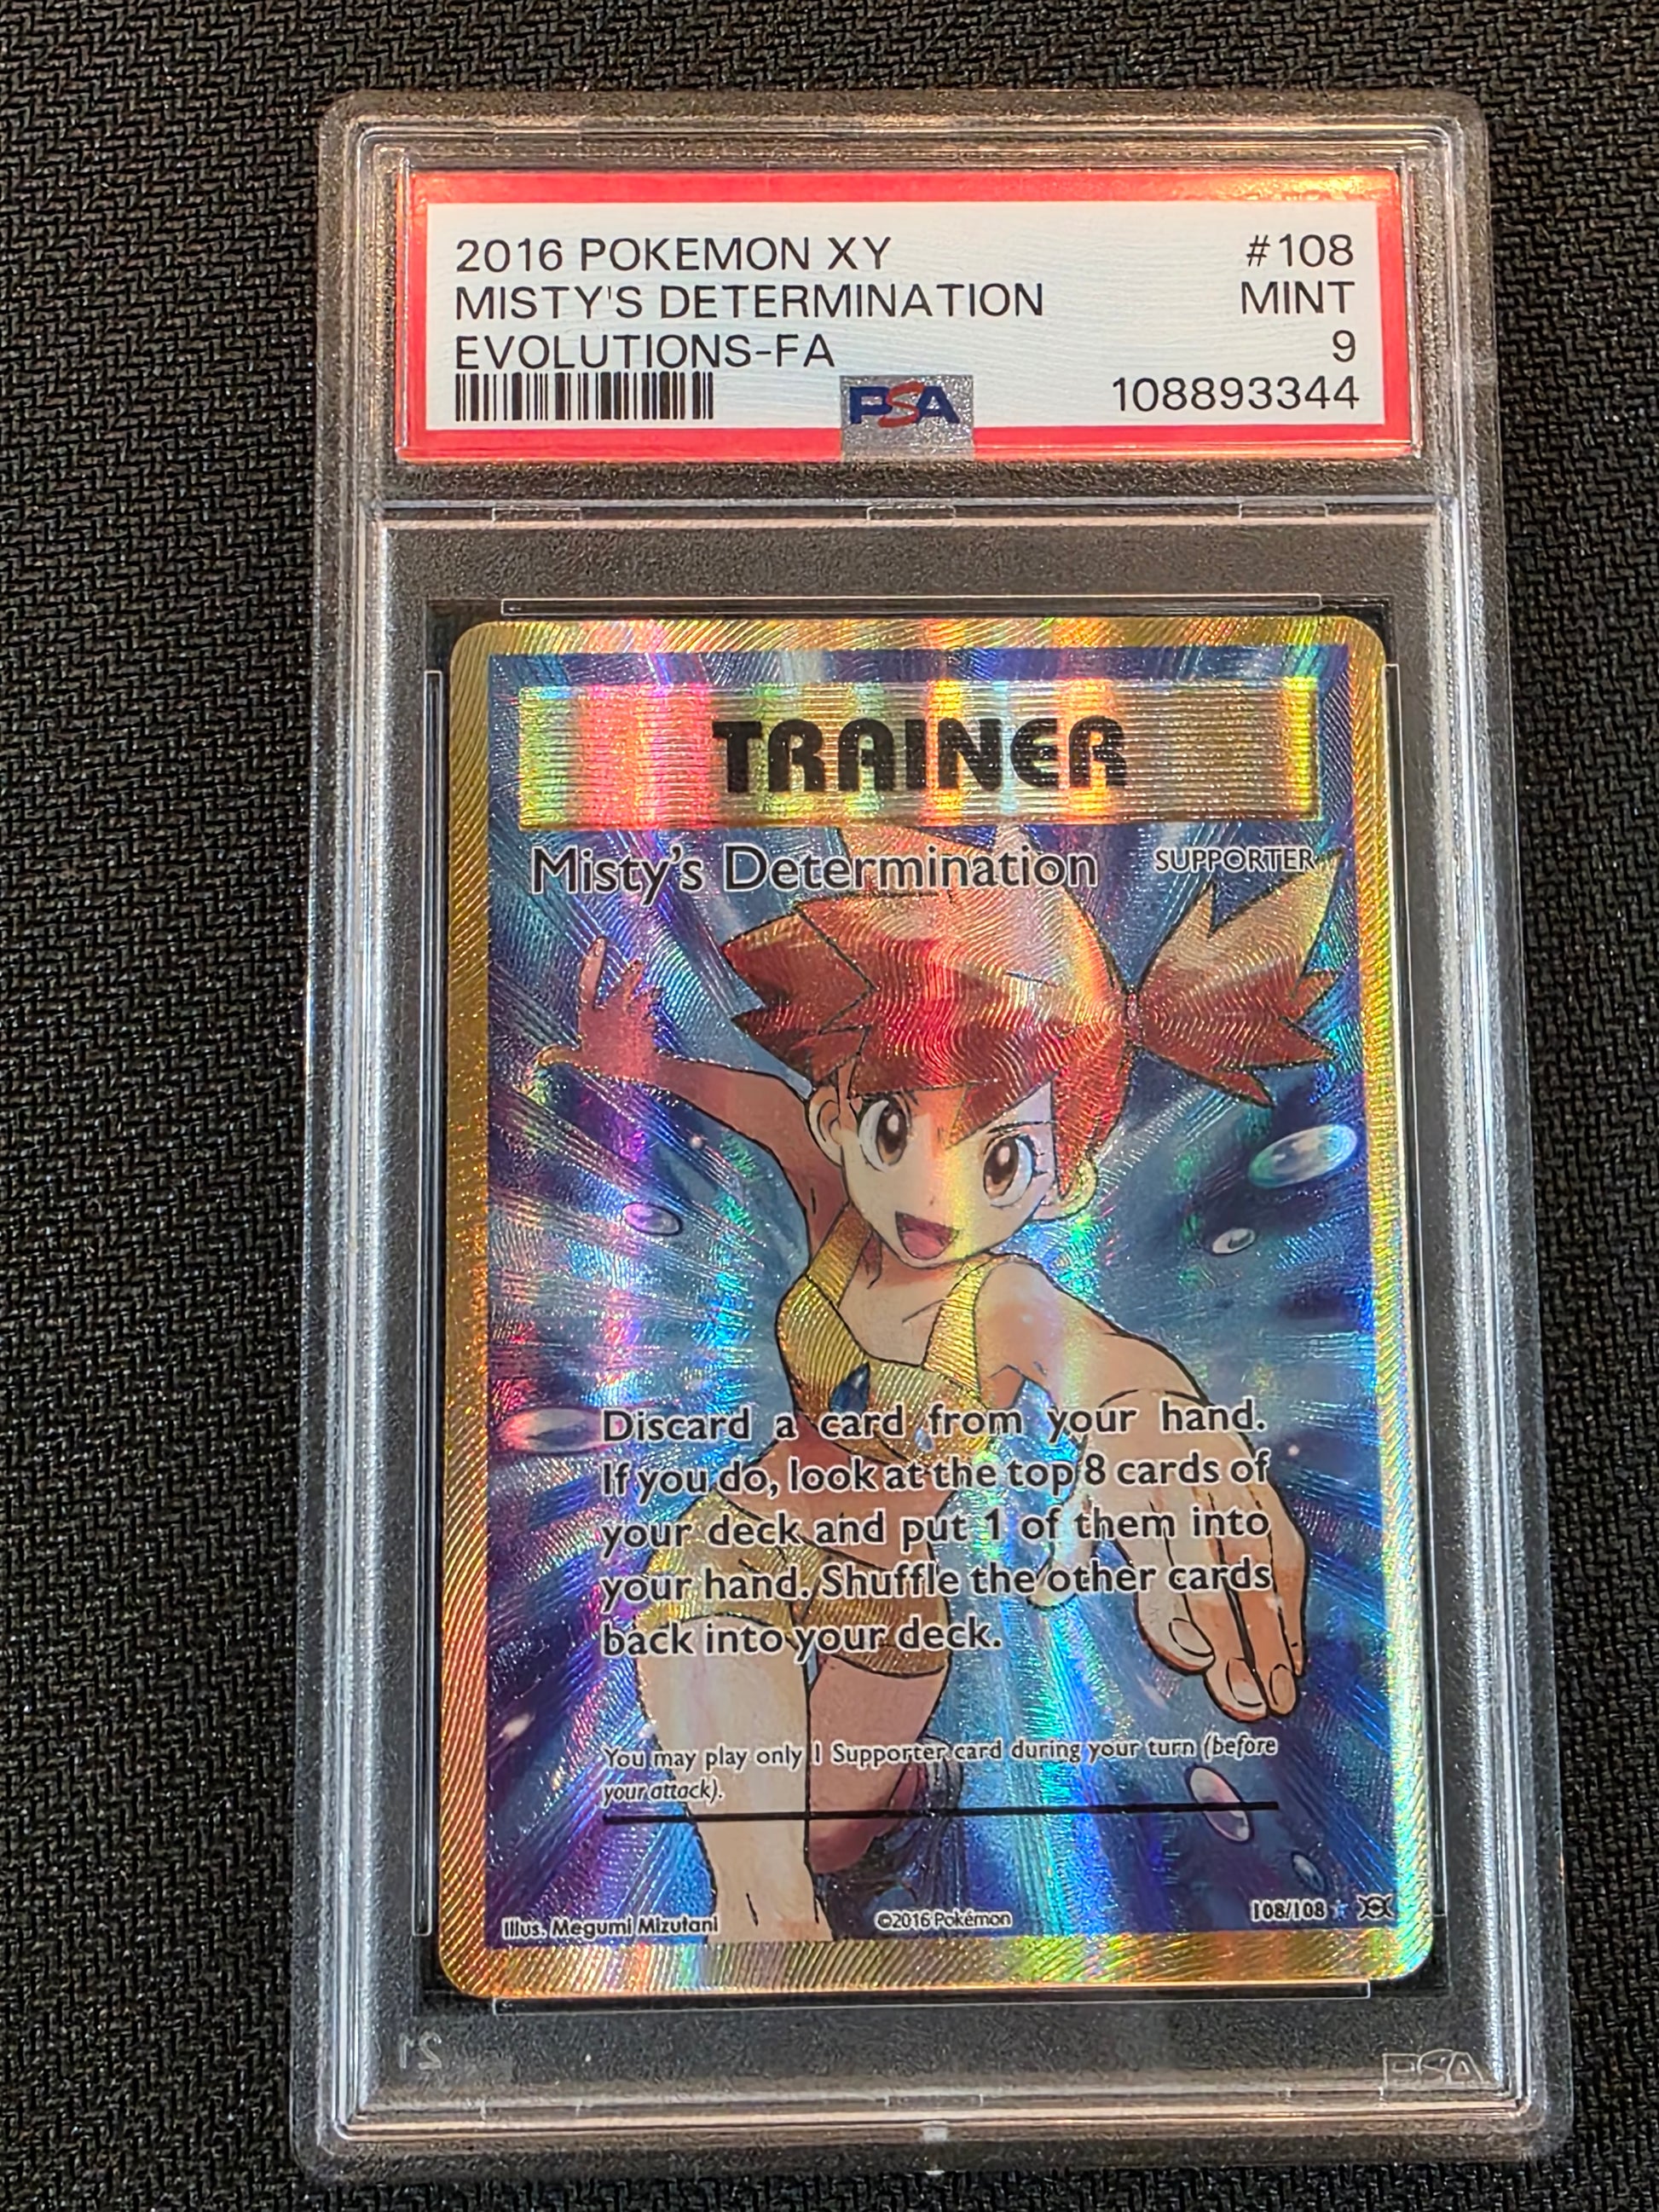 2016 POKEMON XY #108
MISTY'S DETERMINATION MINT
EVOLUTIONS-FA 9
PSA 108893344
TRAINER
Misty's Determination SUPPORTER
Discard a card from your hand.
If you do, look at the top 8 cards of
your deck and put 1 of them into
your hand. Shuffle the other cards
back into your deck.
You may play only 1 Supporter card during your turn (before
your attack).
Illus. Megumi Mizutani ©2016 Pokémon 108/108
PSA